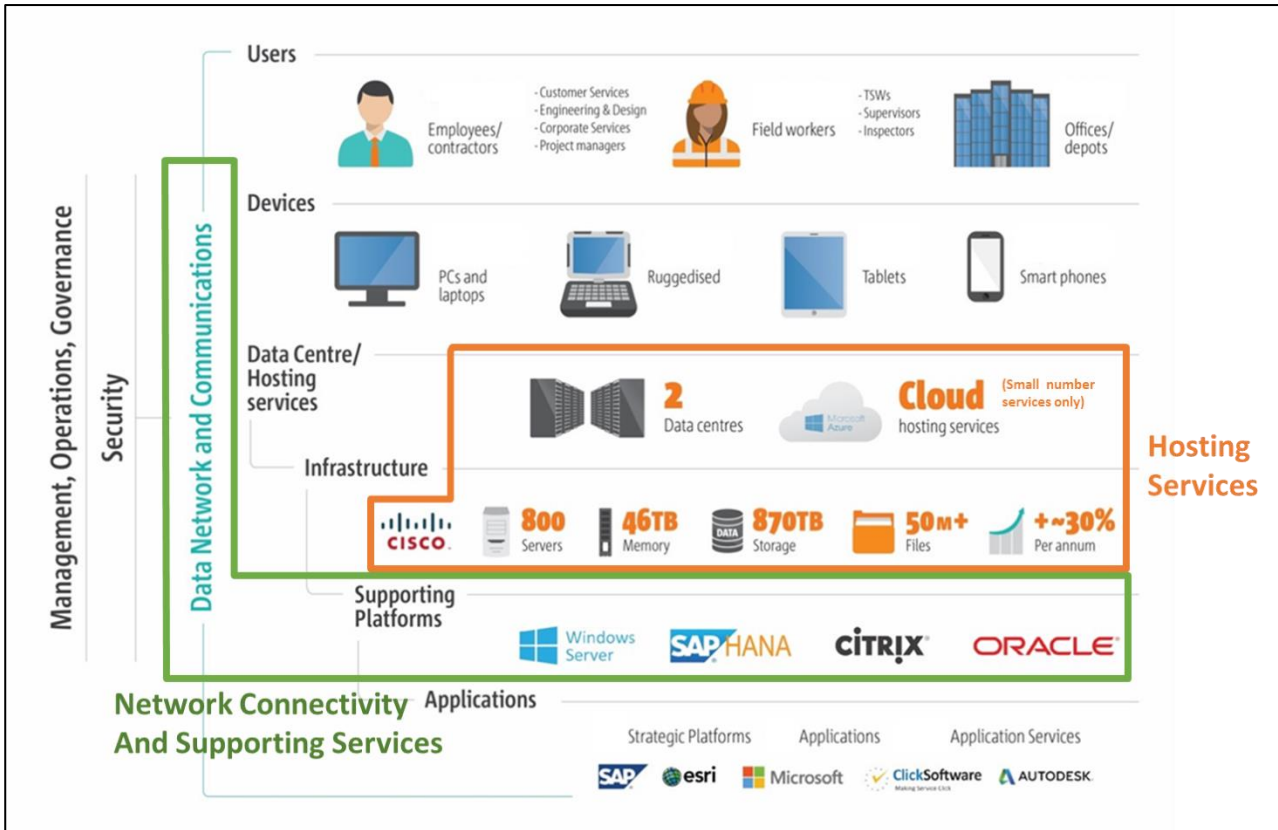 Users
Employees/
contractors
- Customer Services
- Engineering & Design
- Corporate Services
- Project managers
Field workers
- TSWs
- Supervisors
- Inspectors
Offices/
depots
Management, Operations, Governance
Security
Data Network and Communications
Devices
PCs and
laptops
Ruggedised
Tablets
Smart phones
Data Centre/
Hosting
services
2
Data centres
Microsoft
Azure
Cloud
hosting services
(Small number
services only)
Hosting
Services
Infrastructure
CISCO.
800
Servers
46TB
Memory
DATA
870TB
Storage
50M+
Files
+~30%
Per annum
Supporting
Platforms
Windows
Server
SAP HANA
CITRIX®
ORACLE®
Network Connectivity
And Supporting Services
Applications
Strategic Platforms
Applications
Application Services
SAP
esri
Microsoft
ClickSoftware
Making Service Click
AUTODESK.